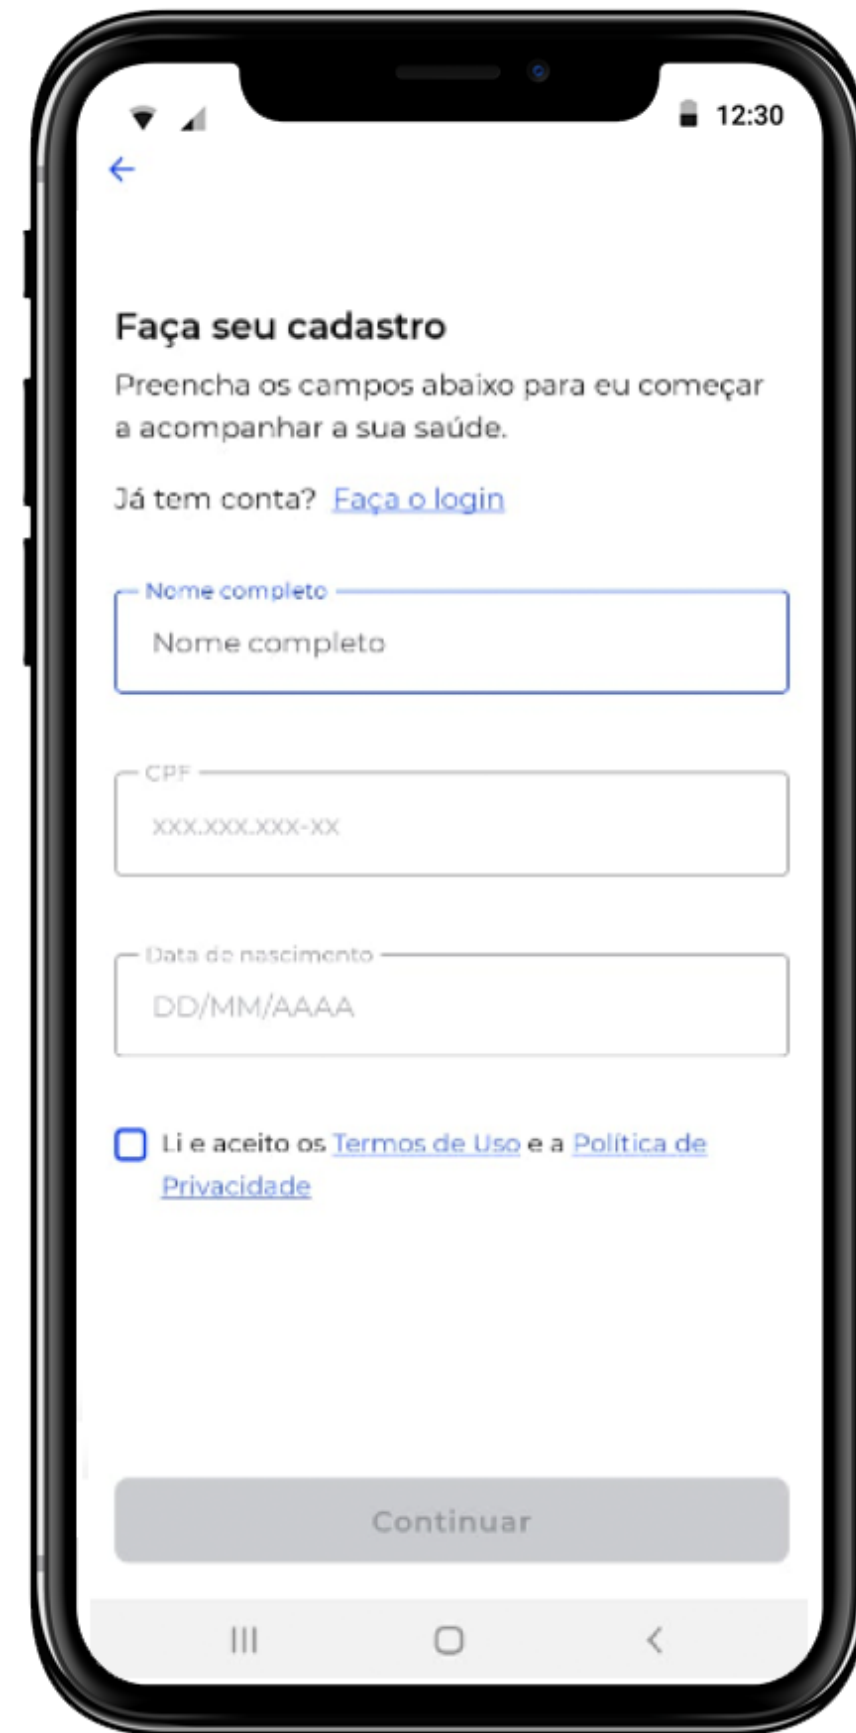 12:30
Faça seu cadastro
Preencha os campos abaixo para eu começar
a acompanhar a sua saúde.
Já tem conta? Faça o login
Nome completo
Nome completo
CPF
xxx.xxx.xxx-xx
Data de nascimento
DD/MM/AAAA
Li e aceito os Termos de Uso e a Política de
Privacidade
Continuar